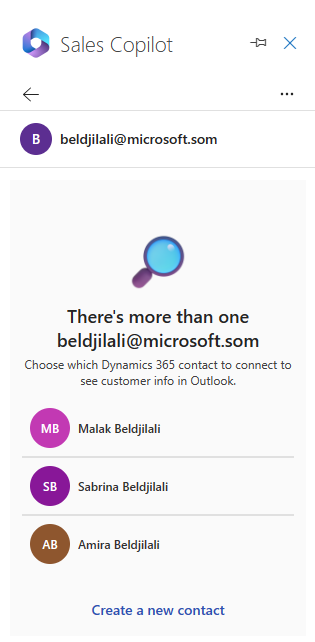 Sales Copilot
B
beldjilali@microsoft.som
There's more than one
beldjilali@microsoft.som
Choose which Dynamics 365 contact to connect to
see customer info in Outlook.
MB Malak Beldjilali
SB Sabrina Beldjilali
AB Amira Beldjilali
Create a new contact